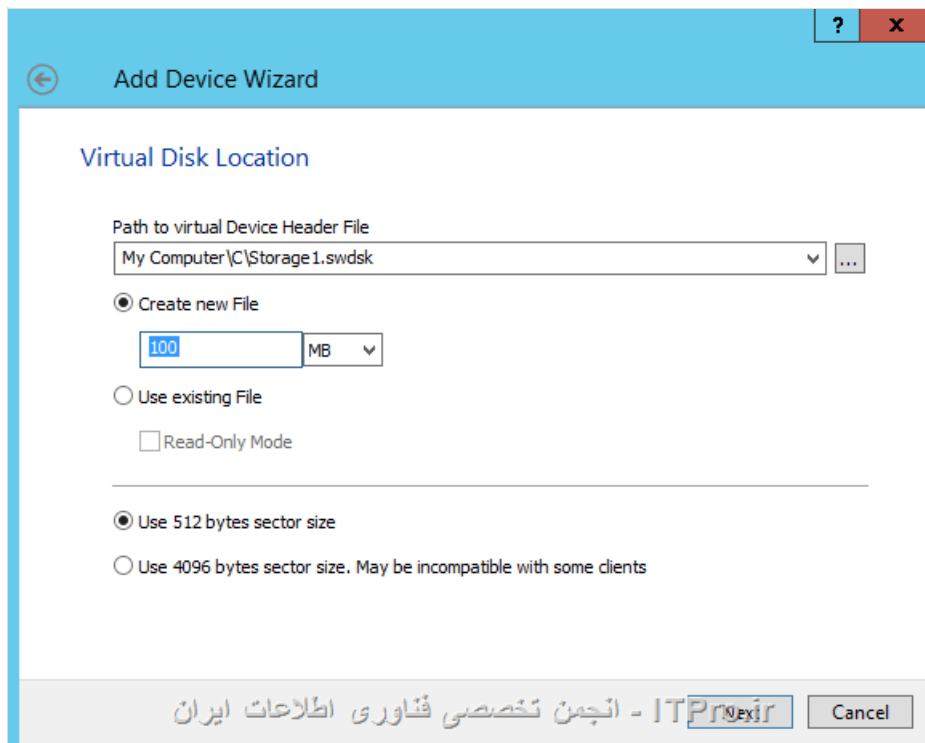 ? x
Add Device Wizard
Virtual Disk Location
Path to virtual Device Header File
My Computer\C\Storage1.swdsk
...
Create new File
100 MB
Use existing File
Read-Only Mode
Use 512 bytes sector size
Use 4096 bytes sector size. May be incompatible with some clients
ITPro.ir - انجمن تخصصی فناوری اطلاعات ایران
Next Cancel